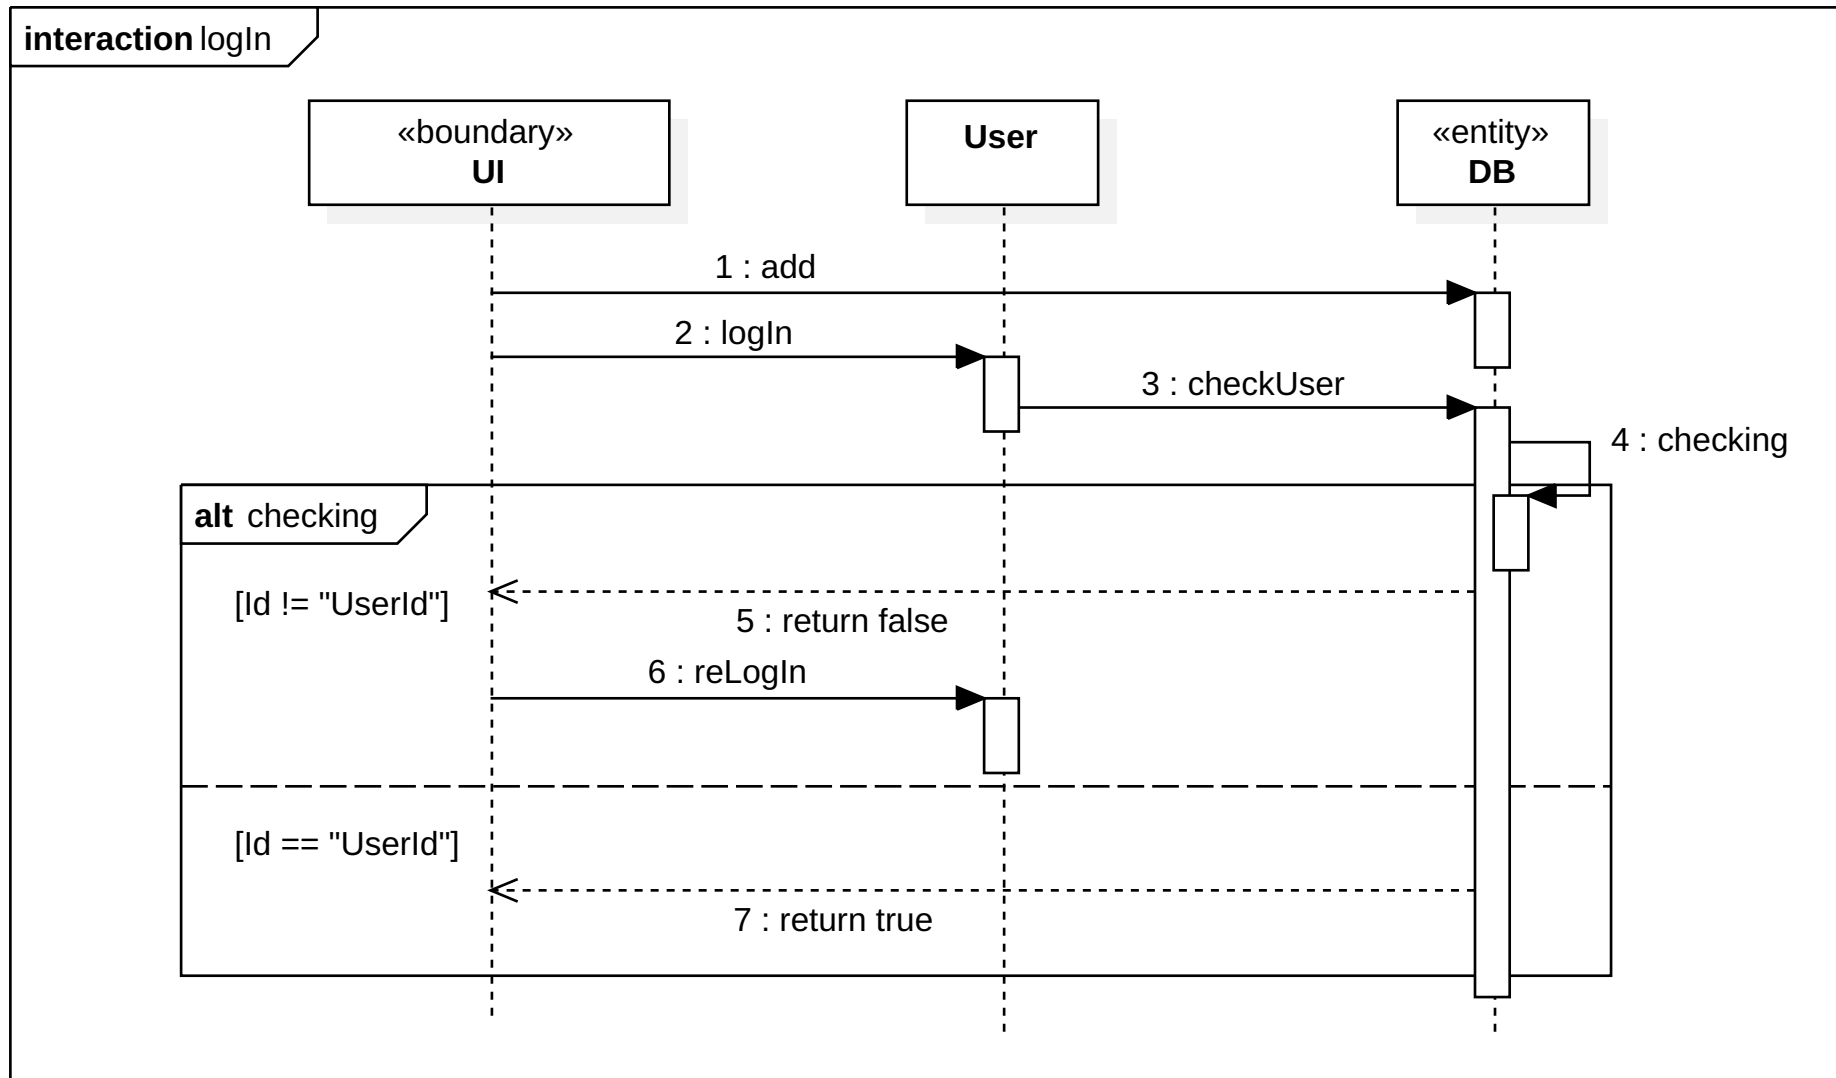 interaction logIn
«boundary»
UI
User
«entity»
DB
1 : add
2 : logIn
3 : checkUser
4 : checking
alt checking
[Id != "UserId"]
5 : return false
6 : reLogIn
[Id == "UserId"]
7 : return true